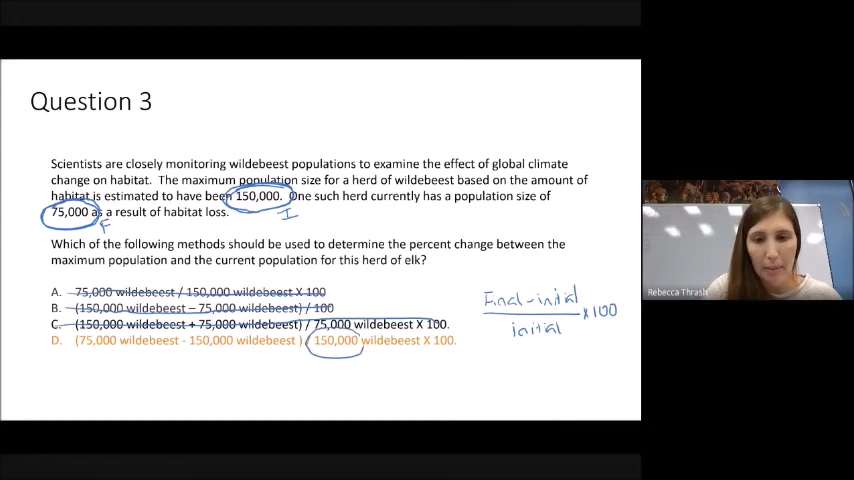 Question 3
Scientists are closely monitoring wildebeest populations to examine the effect of global climate
change on habitat. The maximum population size for a herd of wildebeest based on the amount of
habitat is estimated to have been 150,000. One such herd currently has a population size of
75,000 as a result of habitat loss.
I
F
Which of the following methods should be used to determine the percent change between the
maximum population and the current population for this herd of elk?
A. 75,000 wildebeest / 150,000 wildebeest X 100
B. (150,000 wildebeest – 75,000 wildebeest) / 100
C. (150,000 wildebeest + 75,000 wildebeest) / 75,000 wildebeest X 100.
D. (75,000 wildebeest - 150,000 wildebeest ) / 150,000 wildebeest X 100.
Final - initial
initial
x 100
Rebecca Thrash